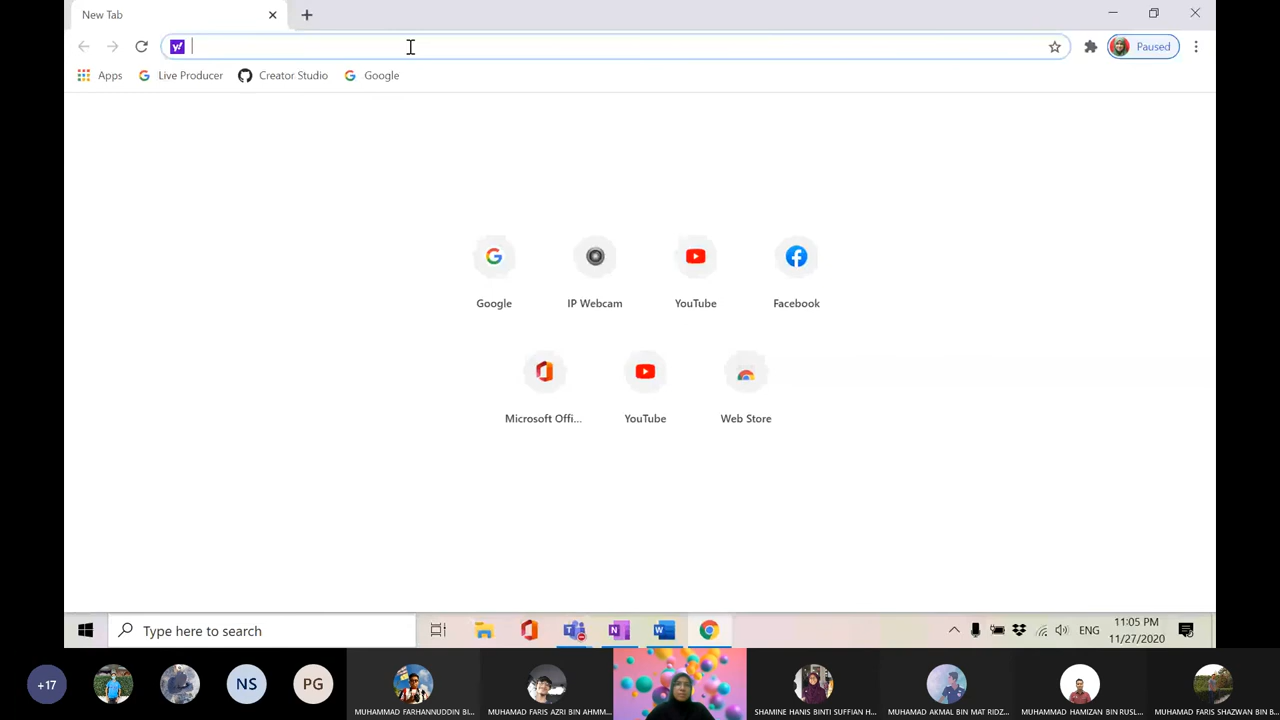 New Tab
y!
Paused
Apps
Live Producer
Creator Studio
Google
Google
IP Webcam
YouTube
Facebook
Microsoft Offi...
YouTube
Web Store
Type here to search
ENG
11:05 PM
11/27/2020
+17
NS
PG
MUHAMMAD FARHANNUDDIN BI...
MUHAMAD FARIS AZRI BIN AHMM...
SHAMINE HANIS BINTI SUFFIAN H...
MUHAMAD AKMAL BIN MAT RIDZ...
MUHAMMAD HAMIZAN BIN RUSL...
MUHAMAD FARIS SHAZWAN BIN B...